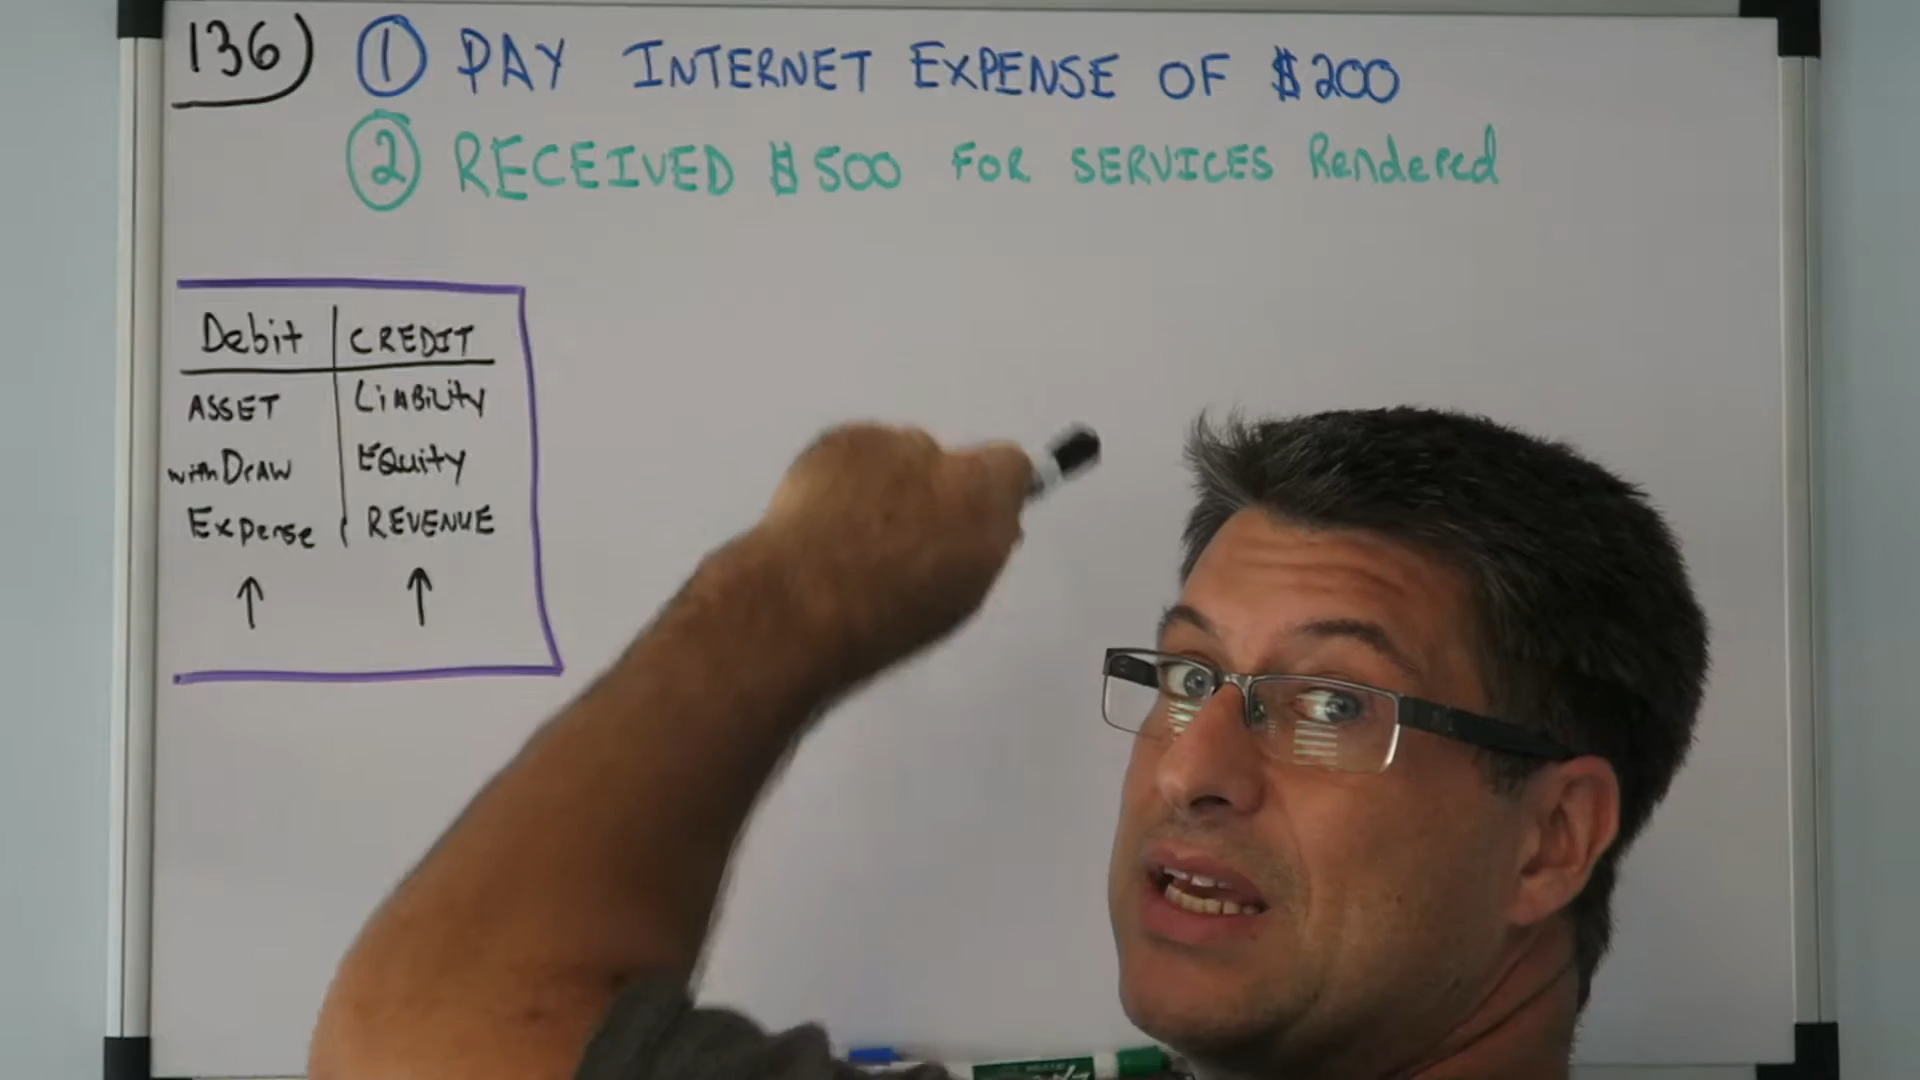 136) ① PAY INTERNET EXPENSE OF $200
② RECEIVED $500 FOR SERVICES Rendered
Debit CREDIT
ASSET LiABiLity
withDrAW EQuity
Expense REVENUE
↑ ↑